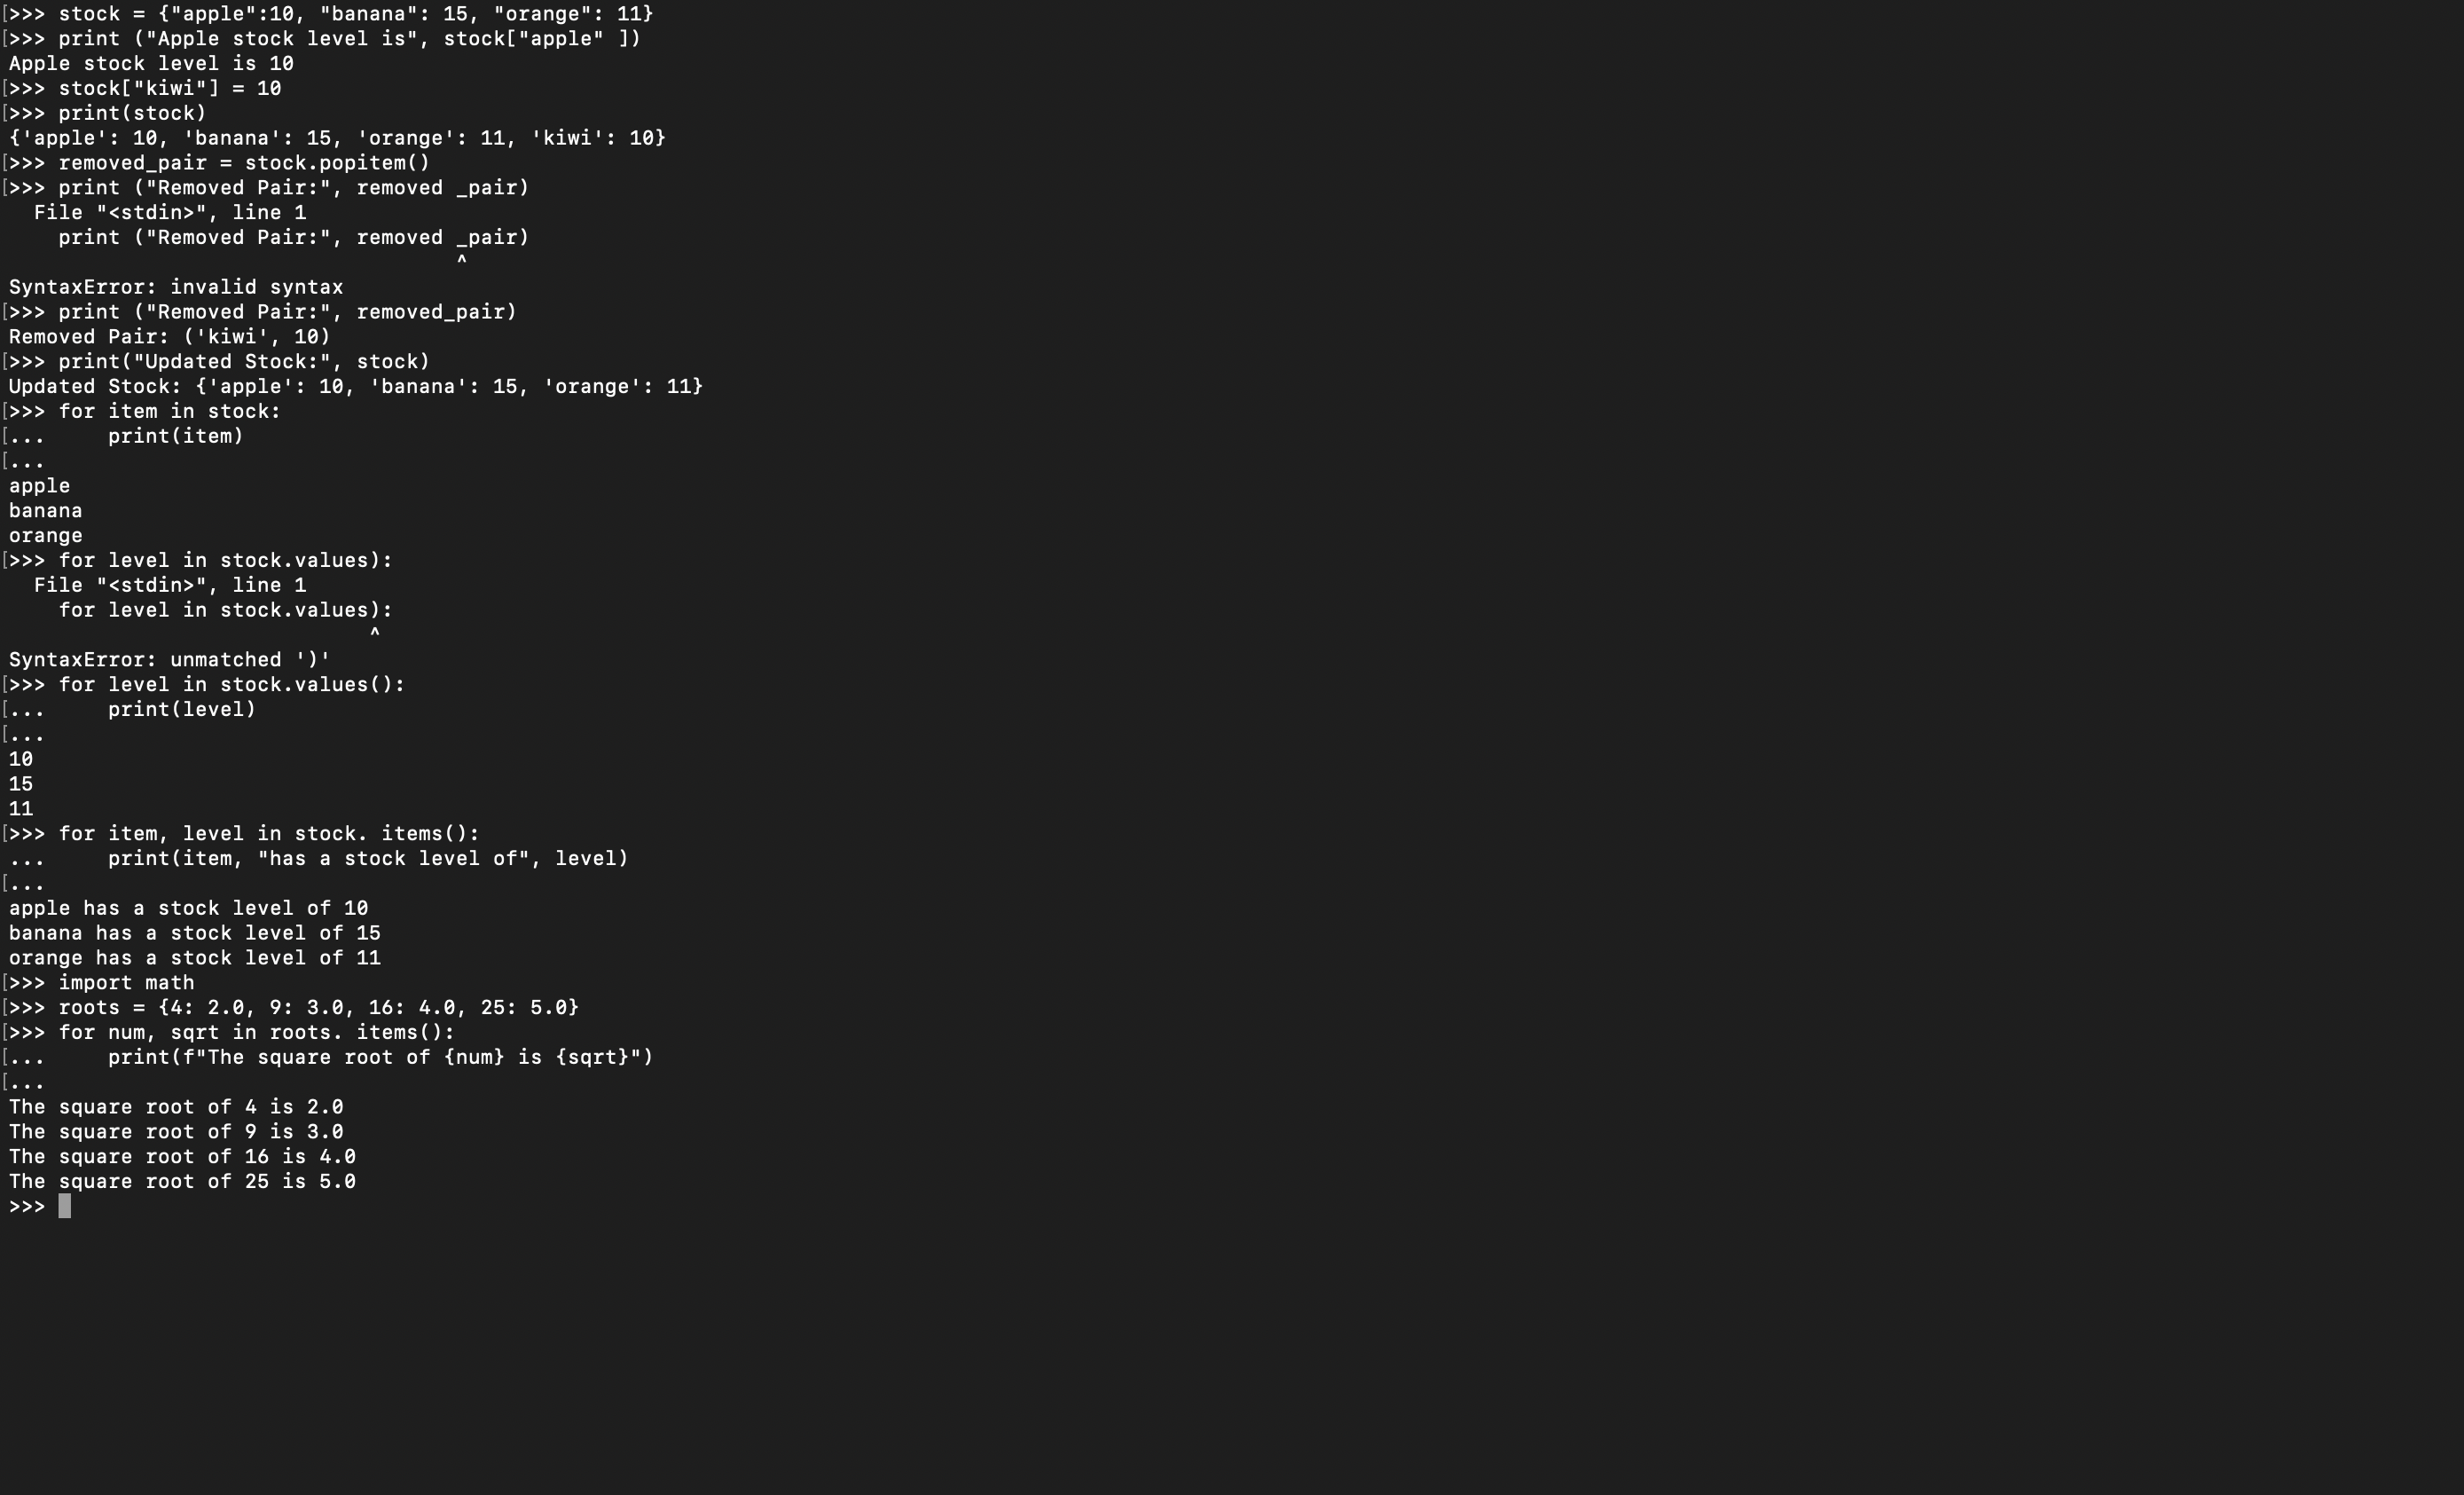 [>>> stock = {"apple":10, "banana": 15, "orange": 11}
[>>> print ("Apple stock level is", stock["apple" ])
Apple stock level is 10
[>>> stock["kiwi"] = 10
[>>> print(stock)
{'apple': 10, 'banana': 15, 'orange': 11, 'kiwi': 10}
[>>> removed_pair = stock.popitem()
[>>> print ("Removed Pair:", removed _pair)
  File "<stdin>", line 1
    print ("Removed Pair:", removed _pair)
                                    ^
SyntaxError: invalid syntax
[>>> print ("Removed Pair:", removed_pair)
Removed Pair: ('kiwi', 10)
[>>> print("Updated Stock:", stock)
Updated Stock: {'apple': 10, 'banana': 15, 'orange': 11}
[>>> for item in stock:
[...     print(item)
[...
apple
banana
orange
[>>> for level in stock.values):
  File "<stdin>", line 1
    for level in stock.values):
                             ^
SyntaxError: unmatched ')'
[>>> for level in stock.values():
[...     print(level)
[...
10
15
11
[>>> for item, level in stock. items():
...     print(item, "has a stock level of", level)
[...
apple has a stock level of 10
banana has a stock level of 15
orange has a stock level of 11
[>>> import math
[>>> roots = {4: 2.0, 9: 3.0, 16: 4.0, 25: 5.0}
[>>> for num, sqrt in roots. items():
[...     print(f"The square root of {num} is {sqrt}")
[...
The square root of 4 is 2.0
The square root of 9 is 3.0
The square root of 16 is 4.0
The square root of 25 is 5.0
>>>